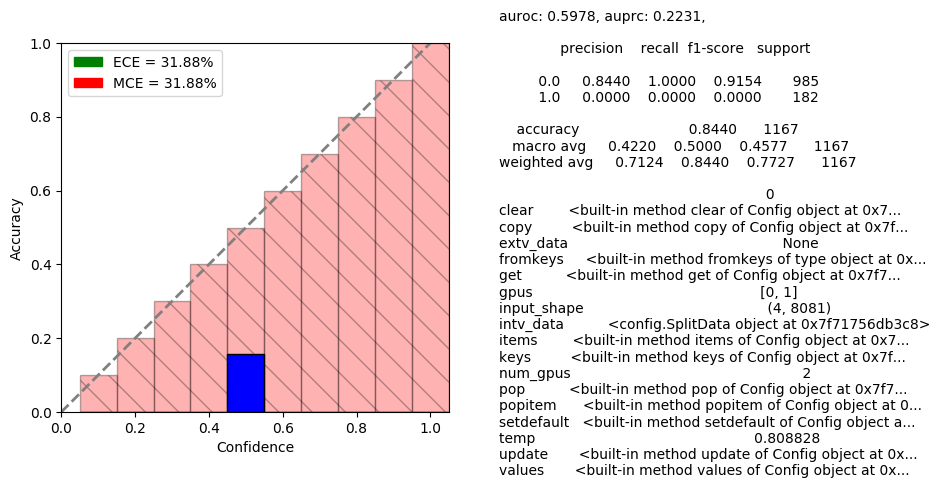 auroc: 0.5978, auprc: 0.2231,
precision recall f1-score support
0.0 0.8440 1.0000 0.9154 985
1.0 0.0000 0.0000 0.0000 182
accuracy 0.8440 1167
macro avg 0.4220 0.5000 0.4577 1167
weighted avg 0.7124 0.8440 0.7727 1167
0
clear <built-in method clear of Config object at 0x7...
copy <built-in method copy of Config object at 0x7f...
extv_data None
fromkeys <built-in method fromkeys of type object at 0x...
get <built-in method get of Config object at 0x7f7...
gpus [0, 1]
input_shape (4, 8081)
intv_data <config.SplitData object at 0x7f71756db3c8>
items <built-in method items of Config object at 0x7...
keys <built-in method keys of Config object at 0x7f...
num_gpus 2
pop <built-in method pop of Config object at 0x7f7...
popitem <built-in method popitem of Config object at 0...
setdefault <built-in method setdefault of Config object a...
temp 0.808828
update <built-in method update of Config object at 0x...
values <built-in method values of Config object at 0x...
ECE = 31.88%
MCE = 31.88%
1.0
0.8
0.6
0.4
0.2
0.0
Accuracy
0.0 0.2 0.4 0.6 0.8 1.0
Confidence